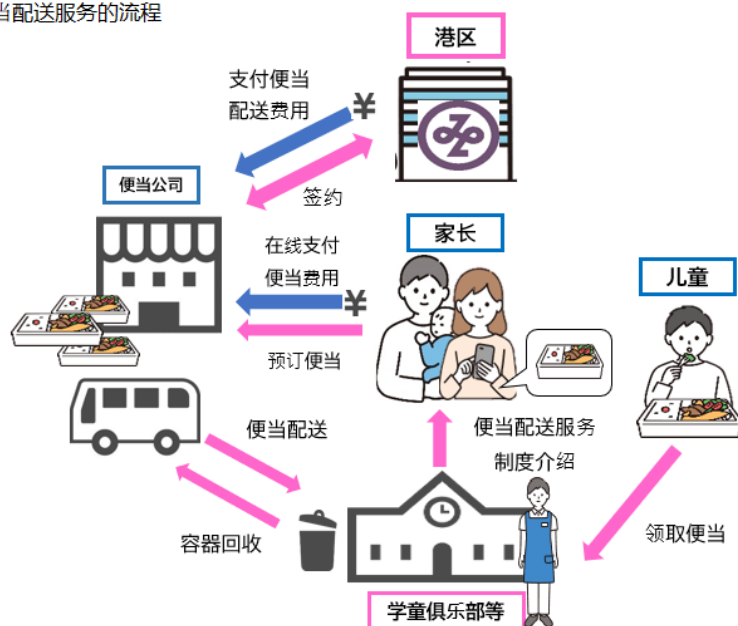 当配送服务的流程
港区
支付便当
配送费用
¥
签约
便当公司
家长
在线支付
便当费用
¥
儿童
预订便当
便当配送
便当配送服务
制度介绍
容器回收
领取便当
学童俱乐部等